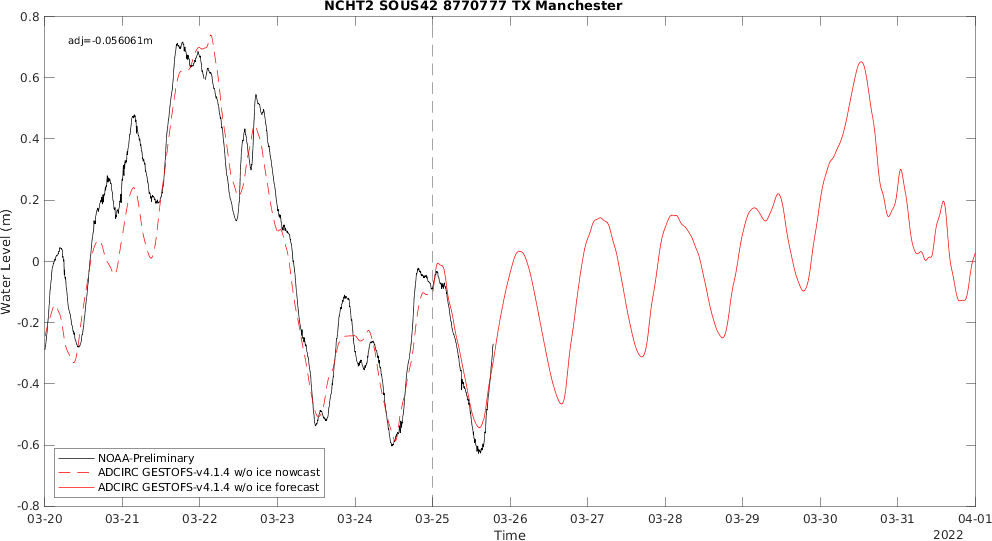 NCHT2 SOUS42 8770777 TX Manchester
adj=-0.056061m
0.8
0.6
0.4
0.2
0
-0.2
-0.4
-0.6
-0.8
Water Level (m)
NOAA-Preliminary
ADCIRC GESTOFS-v4.1.4 w/o ice nowcast
ADCIRC GESTOFS-v4.1.4 w/o ice forecast
03-20 03-21 03-22 03-23 03-24 03-25 03-26 03-27 03-28 03-29 03-30 03-31 04-01
Time
2022